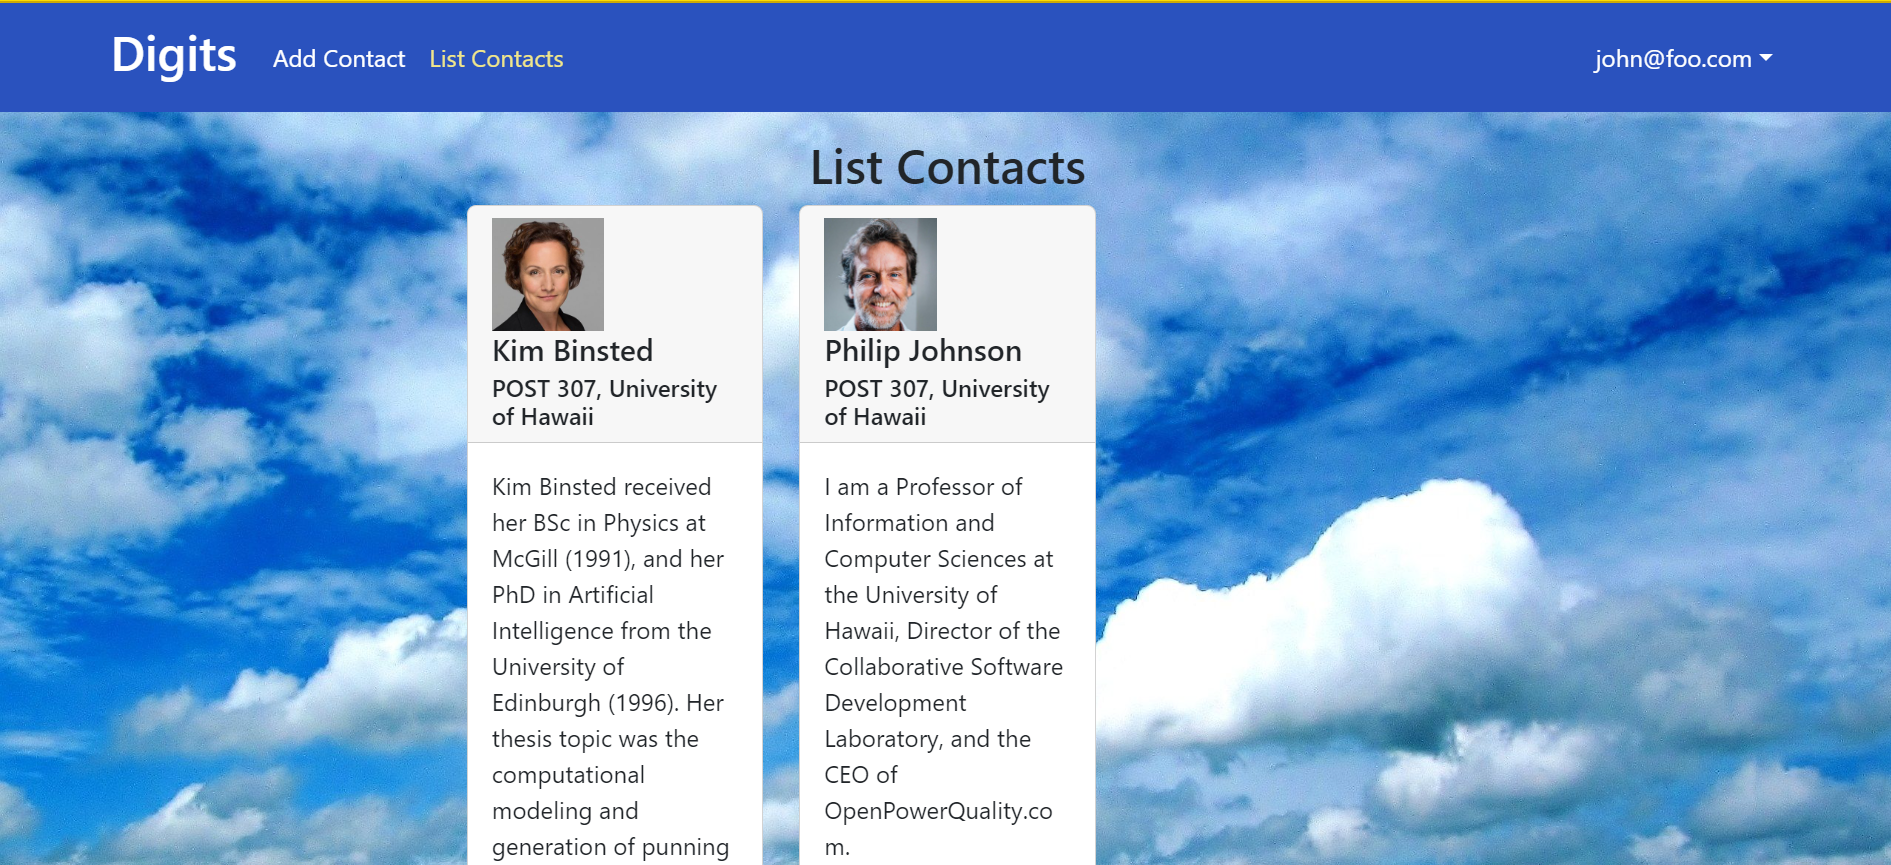 Digits Add Contact List Contacts john@foo.com
List Contacts
Kim Binsted
POST 307, University
of Hawaii
Kim Binsted received
her BSc in Physics at
McGill (1991), and her
PhD in Artificial
Intelligence from the
University of
Edinburgh (1996). Her
thesis topic was the
computational
modeling and
generation of punning
Philip Johnson
POST 307, University
of Hawaii
I am a Professor of
Information and
Computer Sciences at
the University of
Hawaii, Director of the
Collaborative Software
Development
Laboratory, and the
CEO of
OpenPowerQuality.co
m.